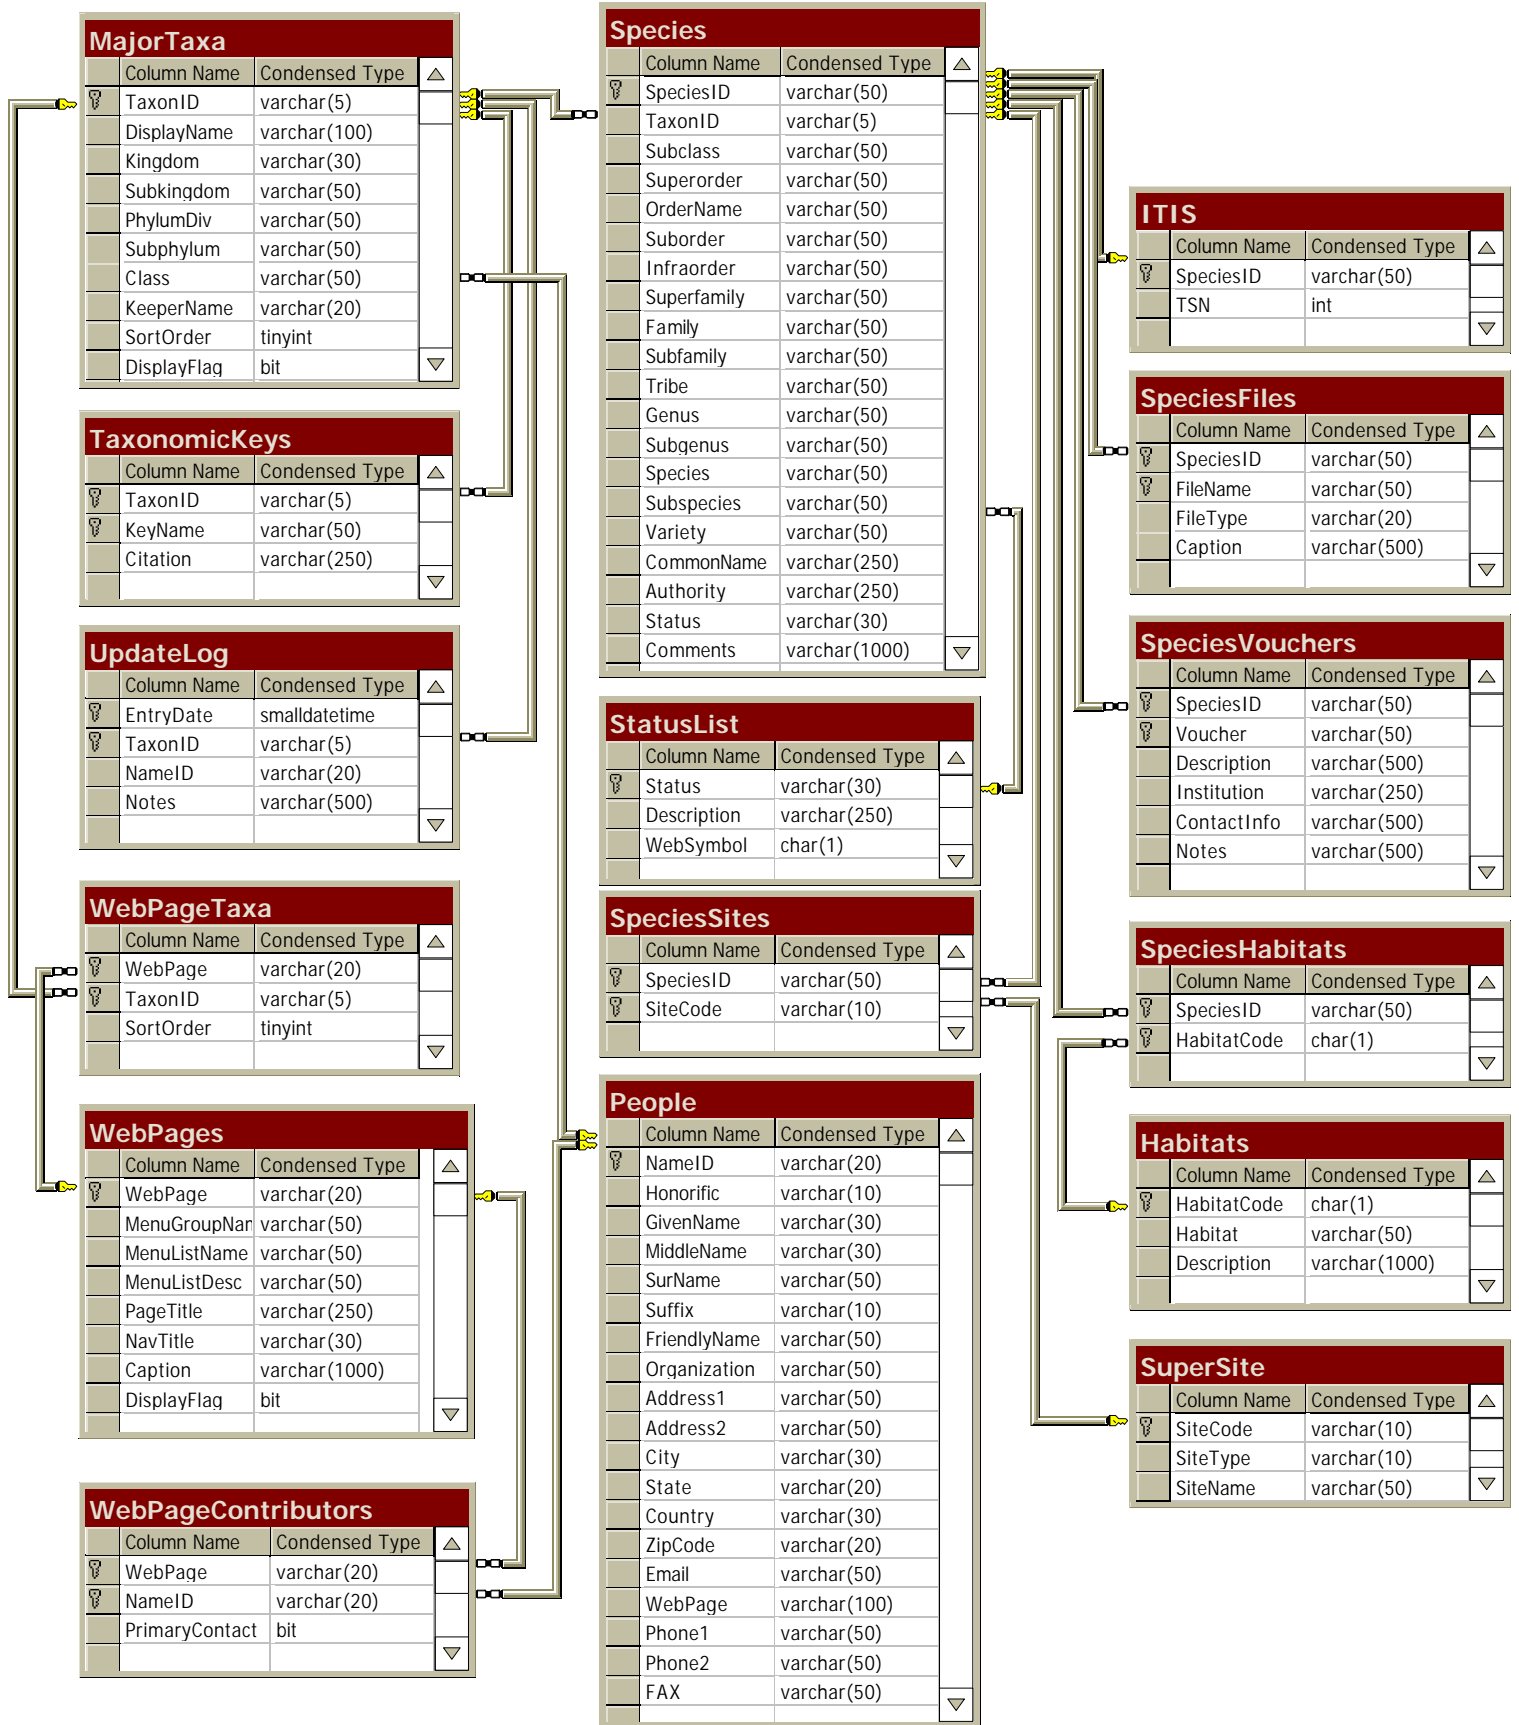 MajorTaxa
Column Name Condensed Type
TaxonID varchar(5)
DisplayName varchar(100)
Kingdom varchar(30)
Subkingdom varchar(50)
PhylumDiv varchar(50)
Subphylum varchar(50)
Class varchar(50)
KeeperName varchar(20)
SortOrder tinyint
DisplayFlag bit
TaxonomicKeys
Column Name Condensed Type
TaxonID varchar(5)
KeyName varchar(50)
Citation varchar(250)
UpdateLog
Column Name Condensed Type
EntryDate smalldatetime
TaxonID varchar(5)
NameID varchar(20)
Notes varchar(500)
WebPageTaxa
Column Name Condensed Type
WebPage varchar(20)
TaxonID varchar(5)
SortOrder tinyint
WebPages
Column Name Condensed Type
WebPage varchar(20)
MenuGroupNar varchar(50)
MenuListName varchar(50)
MenuListDesc varchar(50)
PageTitle varchar(250)
NavTitle varchar(30)
Caption varchar(1000)
DisplayFlag bit
WebPageContributors
Column Name Condensed Type
WebPage varchar(20)
NameID varchar(20)
PrimaryContact bit
Species
Column Name Condensed Type
SpeciesID varchar(50)
TaxonID varchar(5)
Subclass varchar(50)
Superorder varchar(50)
OrderName varchar(50)
Suborder varchar(50)
Infraorder varchar(50)
Superfamily varchar(50)
Family varchar(50)
Subfamily varchar(50)
Tribe varchar(50)
Genus varchar(50)
Subgenus varchar(50)
Species varchar(50)
Subspecies varchar(50)
Variety varchar(50)
CommonName varchar(250)
Authority varchar(250)
Status varchar(30)
Comments varchar(1000)
StatusList
Column Name Condensed Type
Status varchar(30)
Description varchar(250)
WebSymbol char(1)
SpeciesSites
Column Name Condensed Type
SpeciesID varchar(50)
SiteCode varchar(10)
People
Column Name Condensed Type
NameID varchar(20)
Honorific varchar(10)
GivenName varchar(30)
MiddleName varchar(30)
SurName varchar(50)
Suffix varchar(10)
FriendlyName varchar(50)
Organization varchar(50)
Address1 varchar(50)
Address2 varchar(50)
City varchar(30)
State varchar(20)
Country varchar(30)
ZipCode varchar(20)
Email varchar(50)
WebPage varchar(100)
Phone1 varchar(50)
Phone2 varchar(50)
FAX varchar(50)
ITIS
Column Name Condensed Type
SpeciesID varchar(50)
TSN int
SpeciesFiles
Column Name Condensed Type
SpeciesID varchar(50)
FileName varchar(50)
FileType varchar(20)
Caption varchar(500)
SpeciesVouchers
Column Name Condensed Type
SpeciesID varchar(50)
Voucher varchar(50)
Description varchar(500)
Institution varchar(250)
ContactInfo varchar(500)
Notes varchar(500)
SpeciesHabitats
Column Name Condensed Type
SpeciesID varchar(50)
HabitatCode char(1)
Habitats
Column Name Condensed Type
HabitatCode char(1)
Habitat varchar(50)
Description varchar(1000)
SuperSite
Column Name Condensed Type
SiteCode varchar(10)
SiteType varchar(10)
SiteName varchar(50)